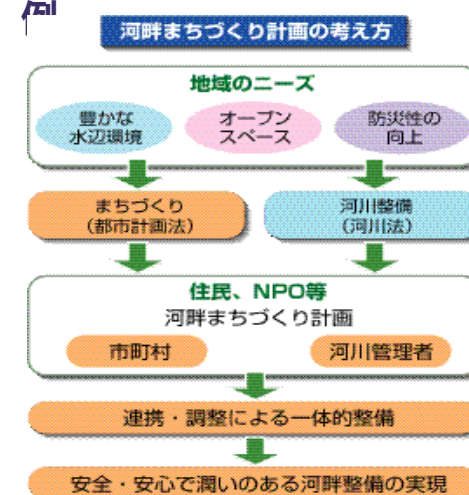 例
河畔まちづくり計画の考え方
地域のニーズ
豊かな
水辺環境
オープン
スペース
防災性の
向上
まちづくり
（都市計画法）
河川整備
（河川法）
住民、NPO等
河畔まちづくり計画
市町村
河川管理者
連携・調整による一体的整備
安全・安心で潤いのある河畔整備の実現